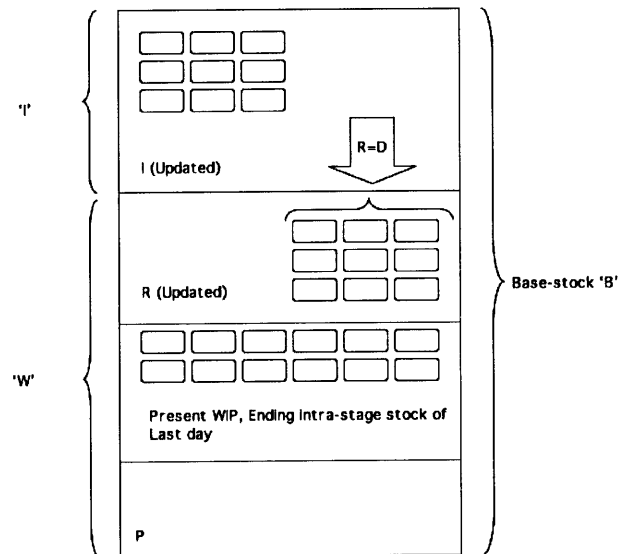 'I'
R=D
I (Updated)
R (Updated)
Base-stock 'B'
'W'
Present WIP, Ending Intra-stage stock of
Last day
P